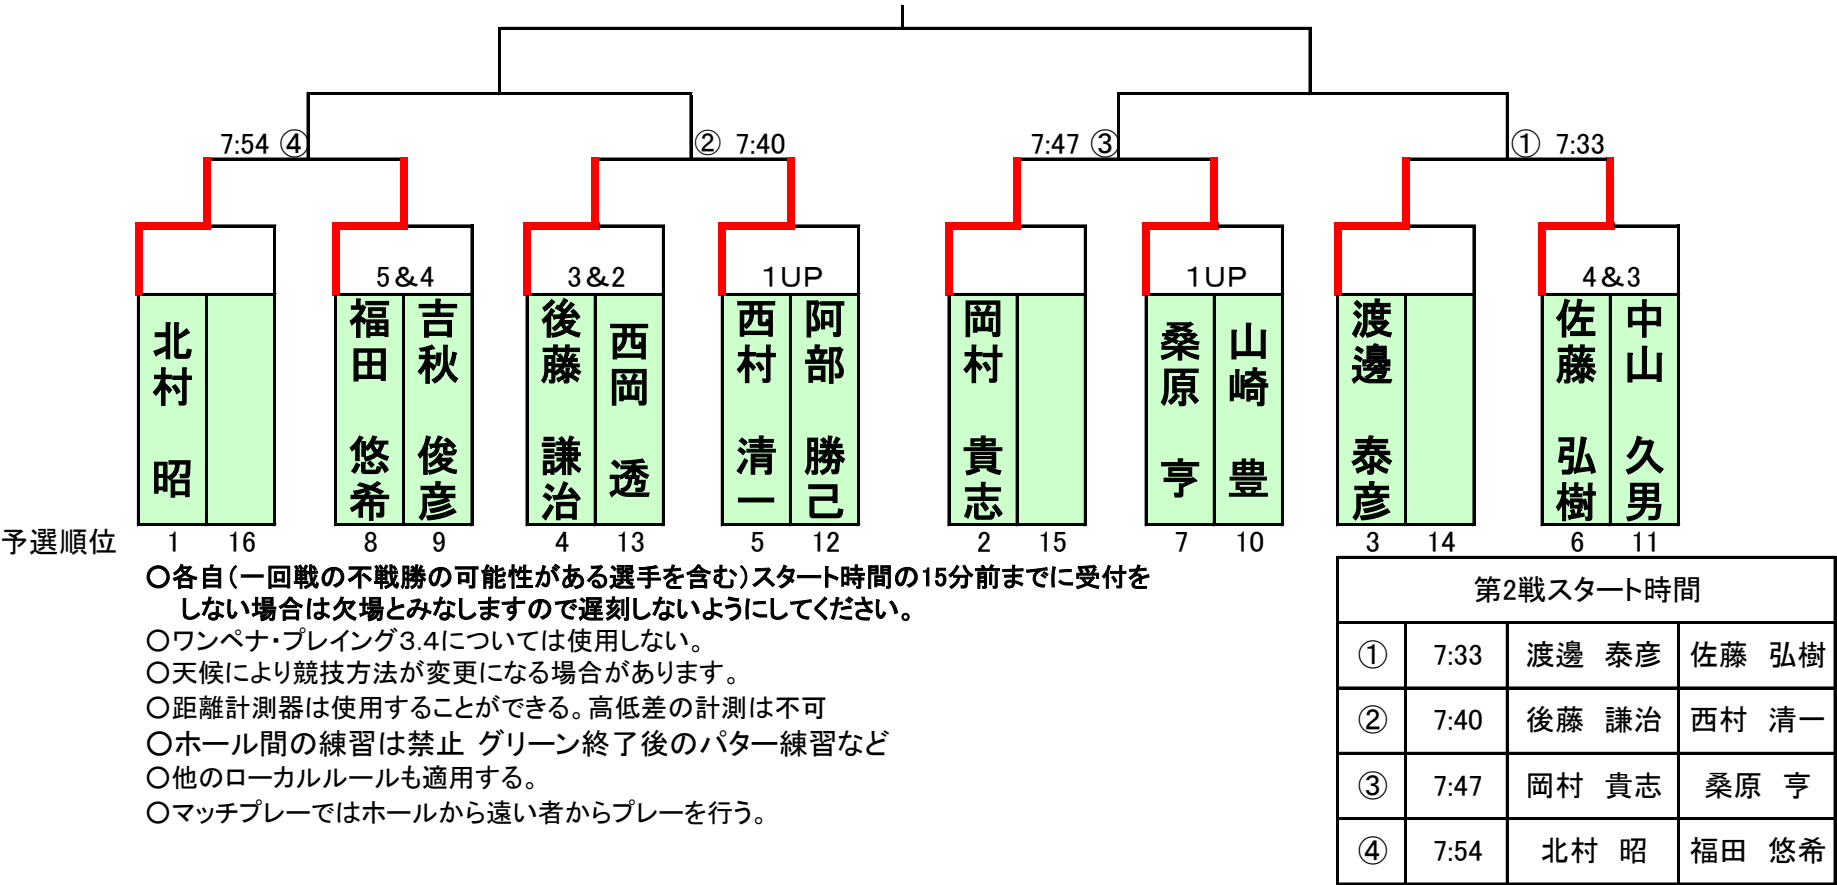 7:54 ④ ② 7:40 7:47 ③ ① 7:33
5&4 3&2 1UP 1UP 4&3
北村 昭
福田 悠希
吉秋 俊彦
後藤 謙治
西岡 透
西村 清一
阿部 勝己
岡村 貴志
桑原 亨
山崎 豊
渡邊 泰彦
佐藤 弘樹
中山 久男
予選順位 1 16 8 9 4 13 5 12 2 15 7 10 3 14 6 11
○各自(一回戦の不戦勝の可能性がある選手を含む)スタート時間の15分前までに受付を
しない場合は欠場とみなしますので遅刻しないようにしてください。
○ワンペナ・プレイング3.4については使用しない。
○天候により競技方法が変更になる場合があります。
○距離計測器は使用することができる。高低差の計測は不可
○ホール間の練習は禁止 グリーン終了後のパター練習など
○他のローカルルールも適用する。
○マッチプレーではホールから遠い者からプレーを行う。
第2戦スタート時間
① 7:33 渡邊 泰彦 佐藤 弘樹
② 7:40 後藤 謙治 西村 清一
③ 7:47 岡村 貴志 桑原 亨
④ 7:54 北村 昭 福田 悠希